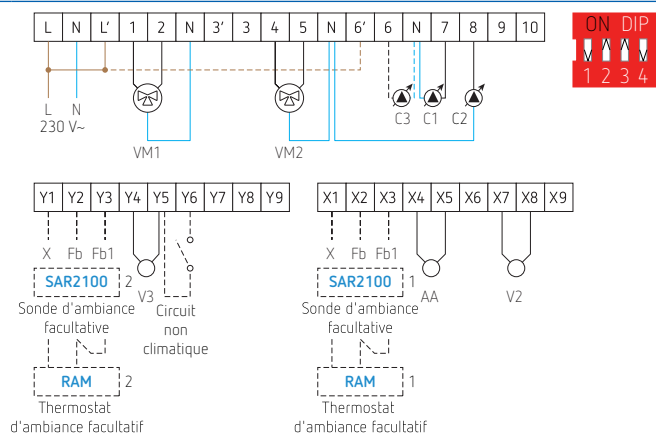 L N L’ 1 2 N 3’ 3 4 5 N 6’ 6 N 7 8 9 10
ON DIP
1 2 3 4
L N
230 V~
C3 C1 C2
VM1 VM2
Y1 Y2 Y3 Y4 Y5 Y6 Y7 Y8 Y9
X1 X2 X3 X4 X5 X6 X7 X8 X9
X Fb Fb1
SAR2100 2
V3
Sonde d'ambiance
facultative
Circuit
non
climatique
RAM 2
Thermostat
d'ambiance facultatif
X Fb Fb1
SAR2100 1
AA
V2
Sonde d'ambiance
facultative
RAM 1
Thermostat
d'ambiance facultatif